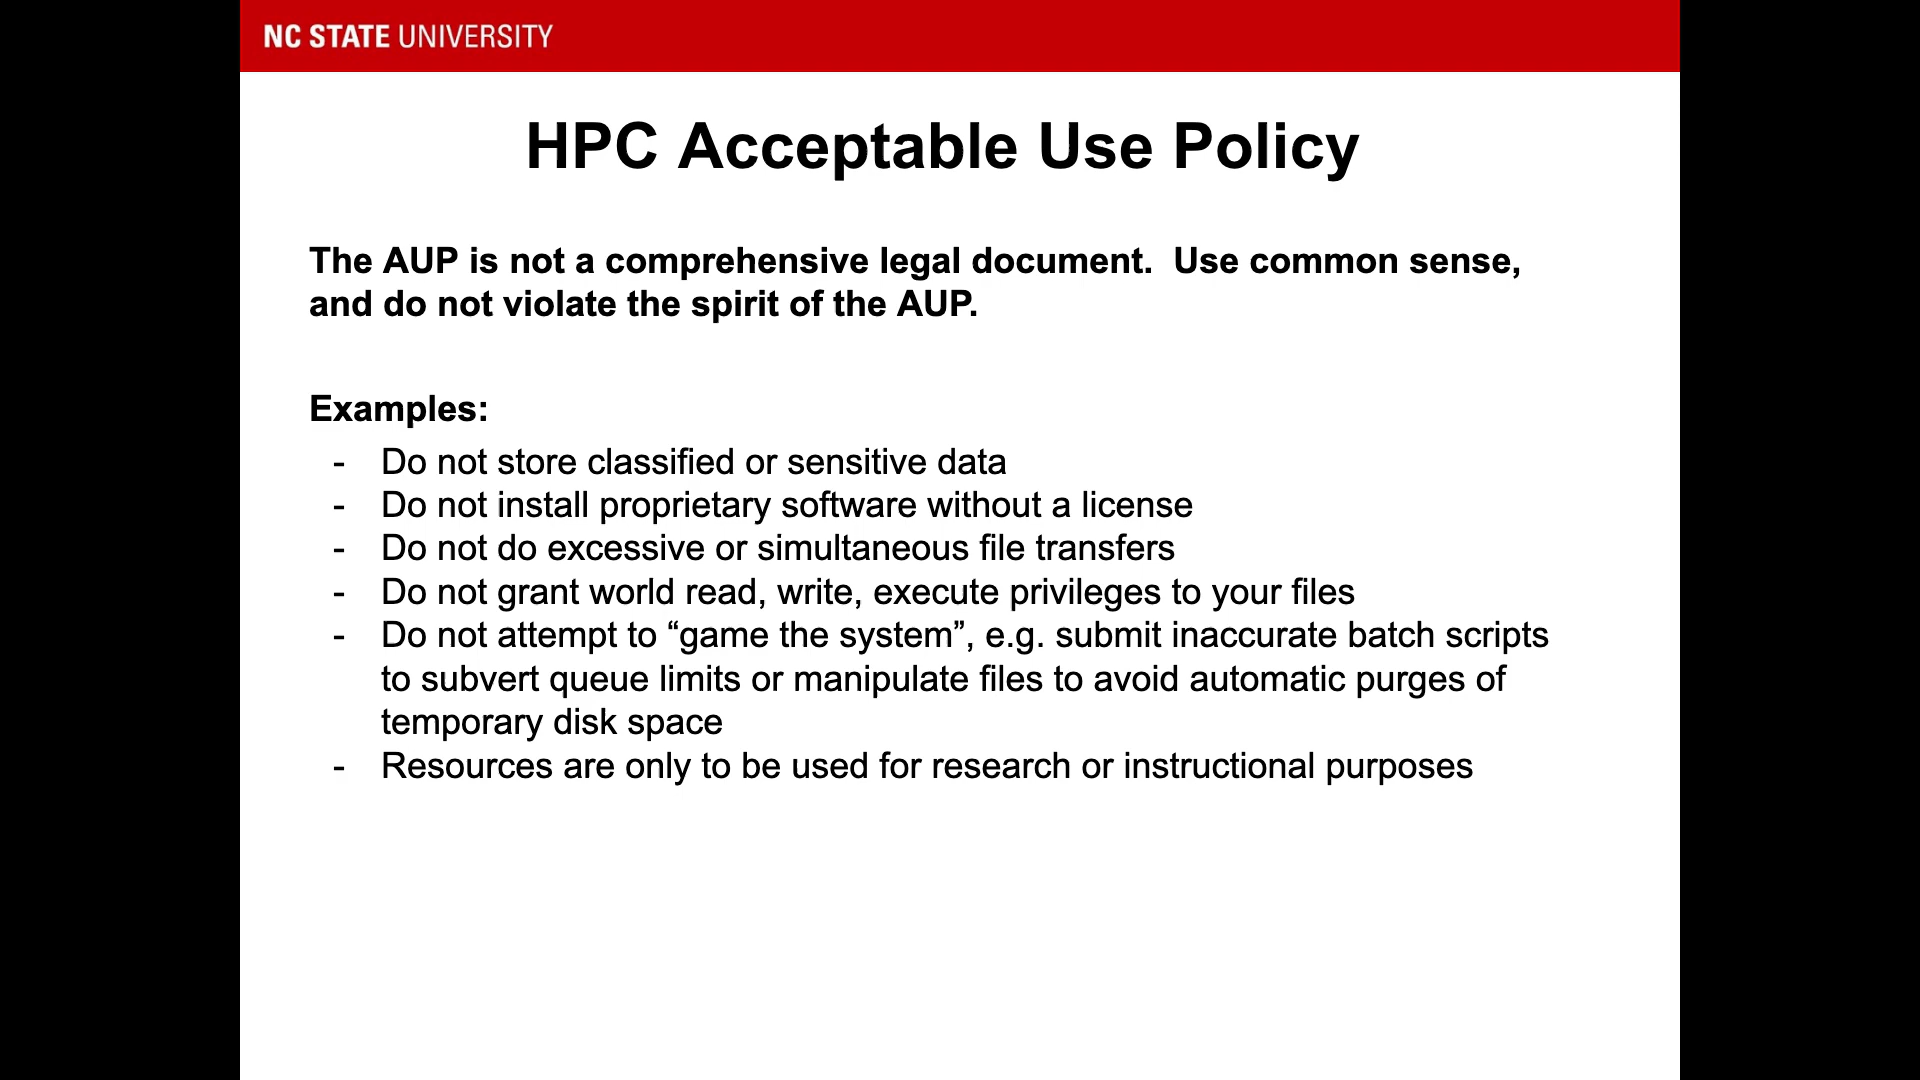 NC STATE UNIVERSITY
HPC Acceptable Use Policy
The AUP is not a comprehensive legal document.  Use common sense,
and do not violate the spirit of the AUP.
Examples:
- Do not store classified or sensitive data
- Do not install proprietary software without a license
- Do not do excessive or simultaneous file transfers
- Do not grant world read, write, execute privileges to your files
- Do not attempt to “game the system”, e.g. submit inaccurate batch scripts
to subvert queue limits or manipulate files to avoid automatic purges of
temporary disk space
- Resources are only to be used for research or instructional purposes